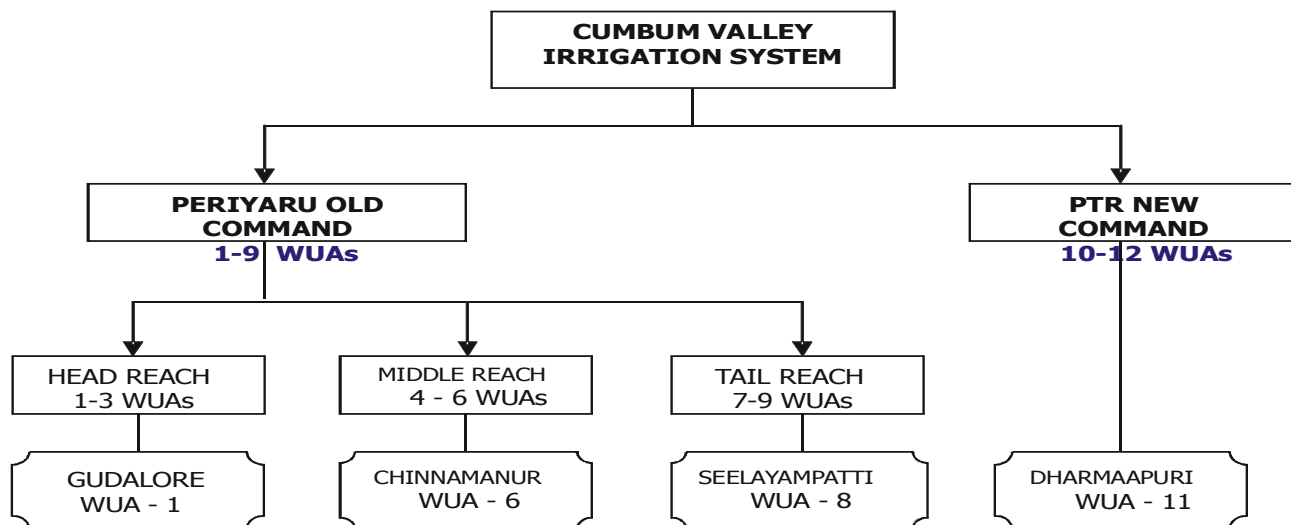 CUMBUM VALLEY
IRRIGATION SYSTEM
PERIYARU OLD
COMMAND
1-9 WUAs
PTR NEW
COMMAND
10-12 WUAs
HEAD REACH
1-3 WUAs
MIDDLE REACH
4 - 6 WUAs
TAIL REACH
7-9 WUAs
GUDALORE
WUA - 1
CHINNAMANUR
WUA - 6
SEELAYAMPATTI
WUA - 8
DHARMAAPURI
WUA - 11